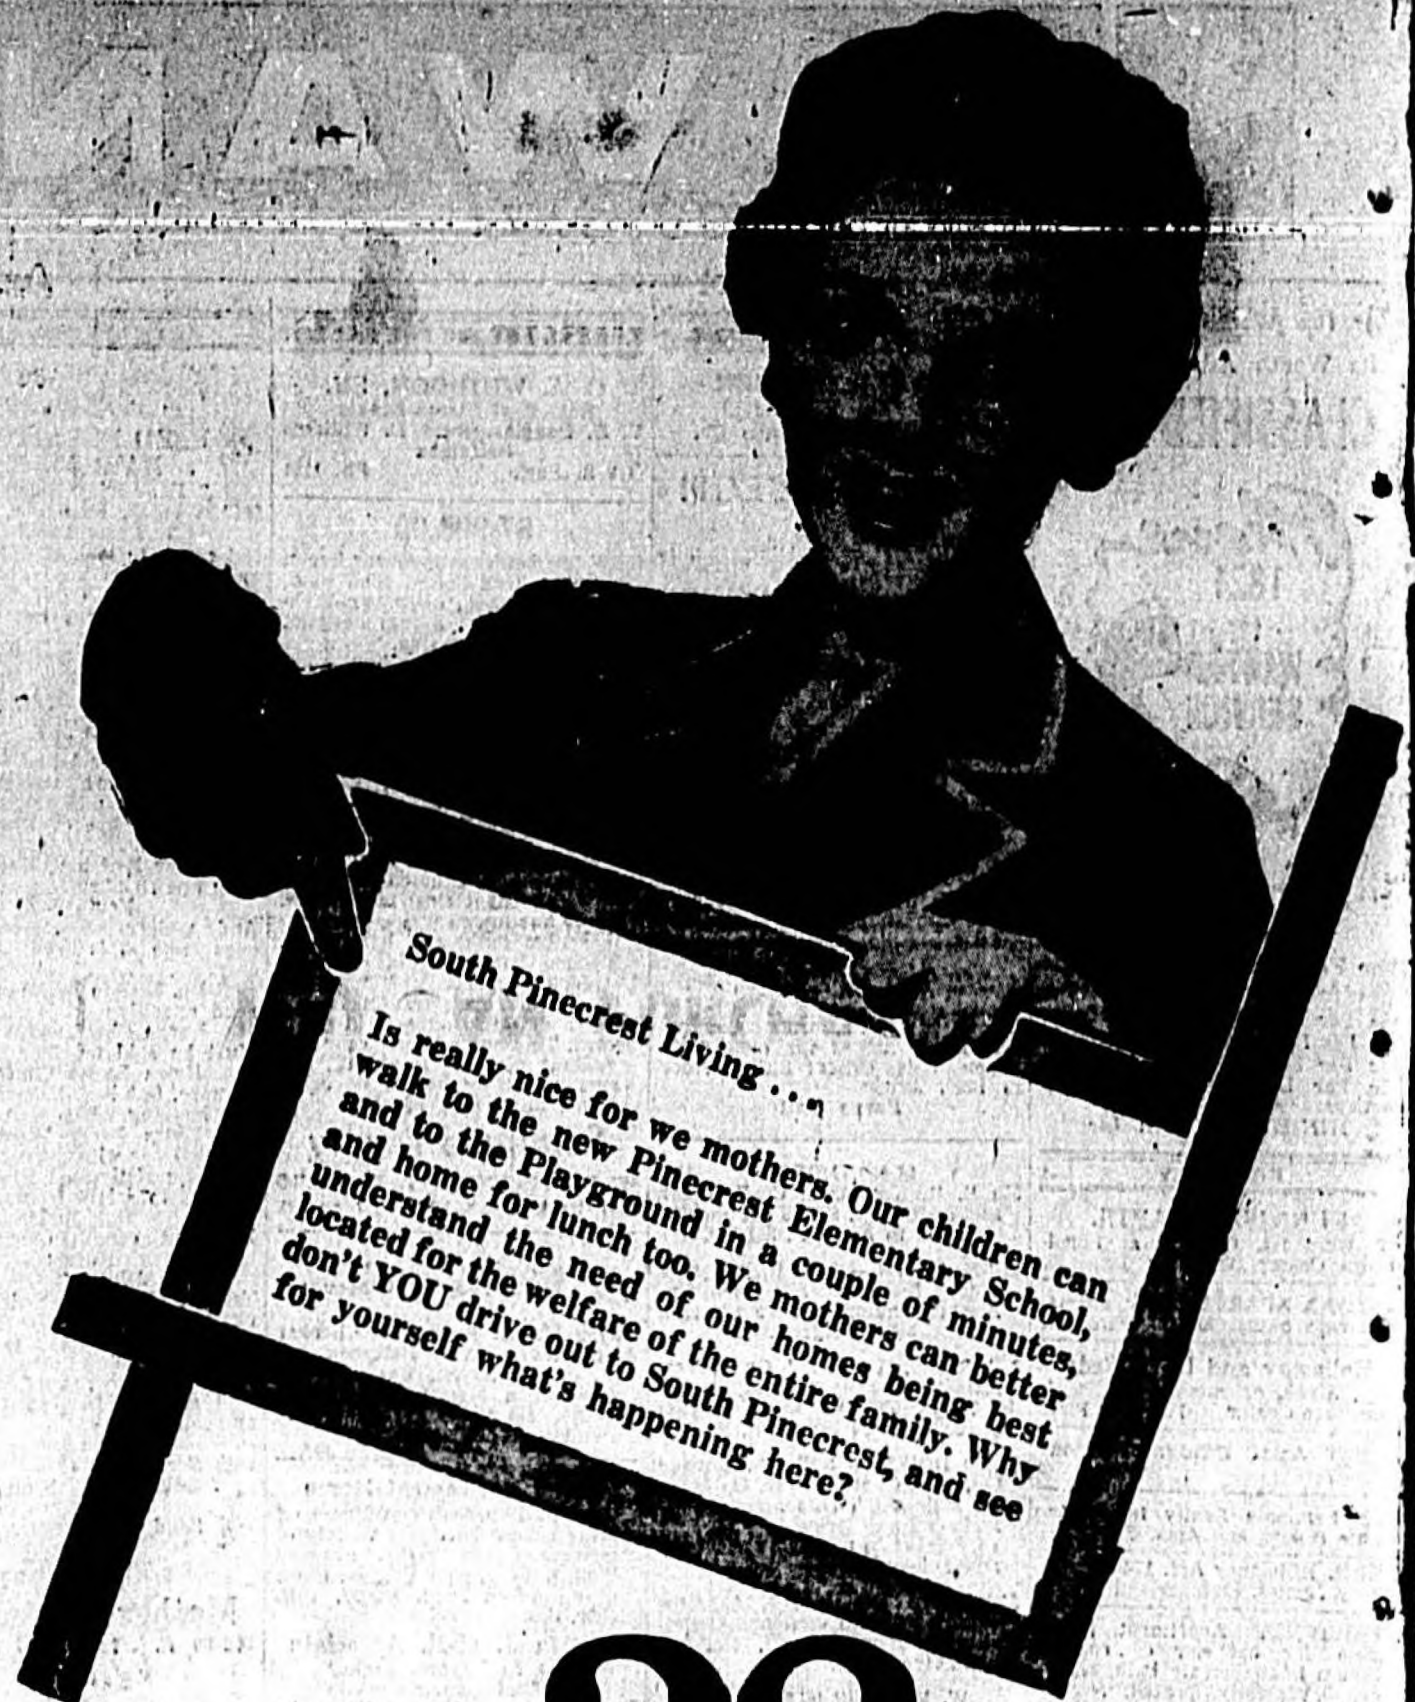 South Pinecrest Living . . .
Is really nice for we mothers. Our children can
walk to the new Pinecrest Elementary School,
and to the Playground in a couple of minutes,
and home for lunch too. We mothers can better
understand the need of our homes being best
located for the welfare of the entire family. Why
don't YOU drive out to South Pinecrest, and see
for yourself what's happening here?